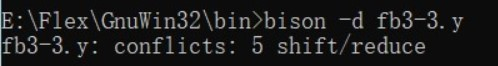 E:\Flex\GnuWin32\bin>bison -d fb3-3.y
fb3-3.y: conflicts: 5 shift/reduce